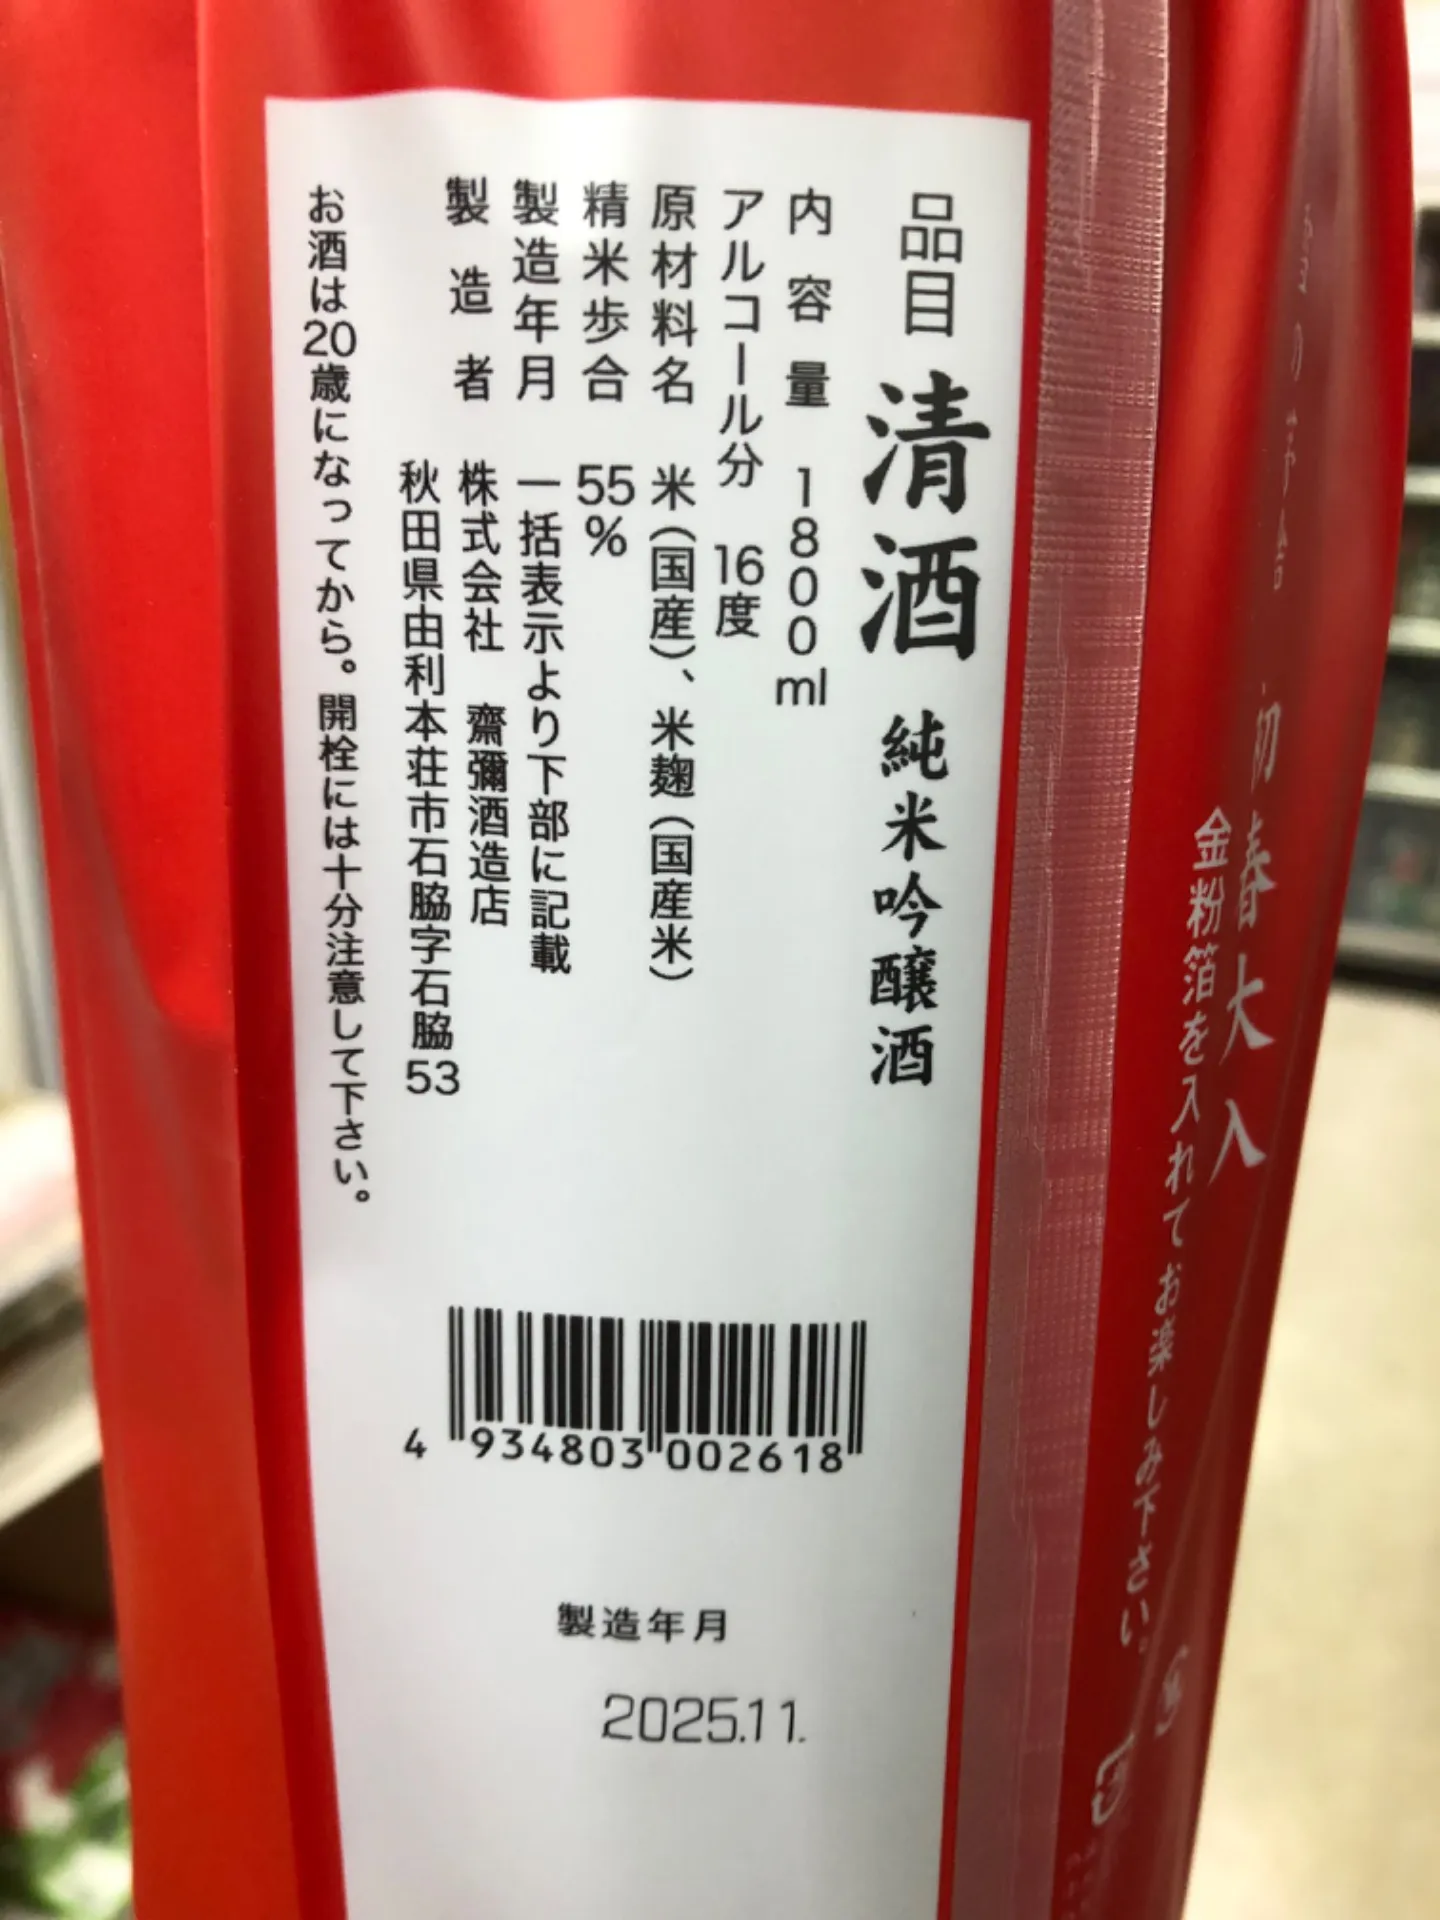 初春大入
金粉箔を入れてお楽しみ下さい。
品目 清酒 純米吟醸酒
内容量 1800ml
アルコール分 16度
原材料名 米(国産)、米麹(国産米)
精米歩合 55%
製造年月 一括表示より下部に記載
製造者 株式会社 齋彌酒造店
秋田県由利本荘市石脇字石脇53
お酒は20歳になってから。開栓には十分注意して下さい。
4 934803 002618
製造年月
2025.11.